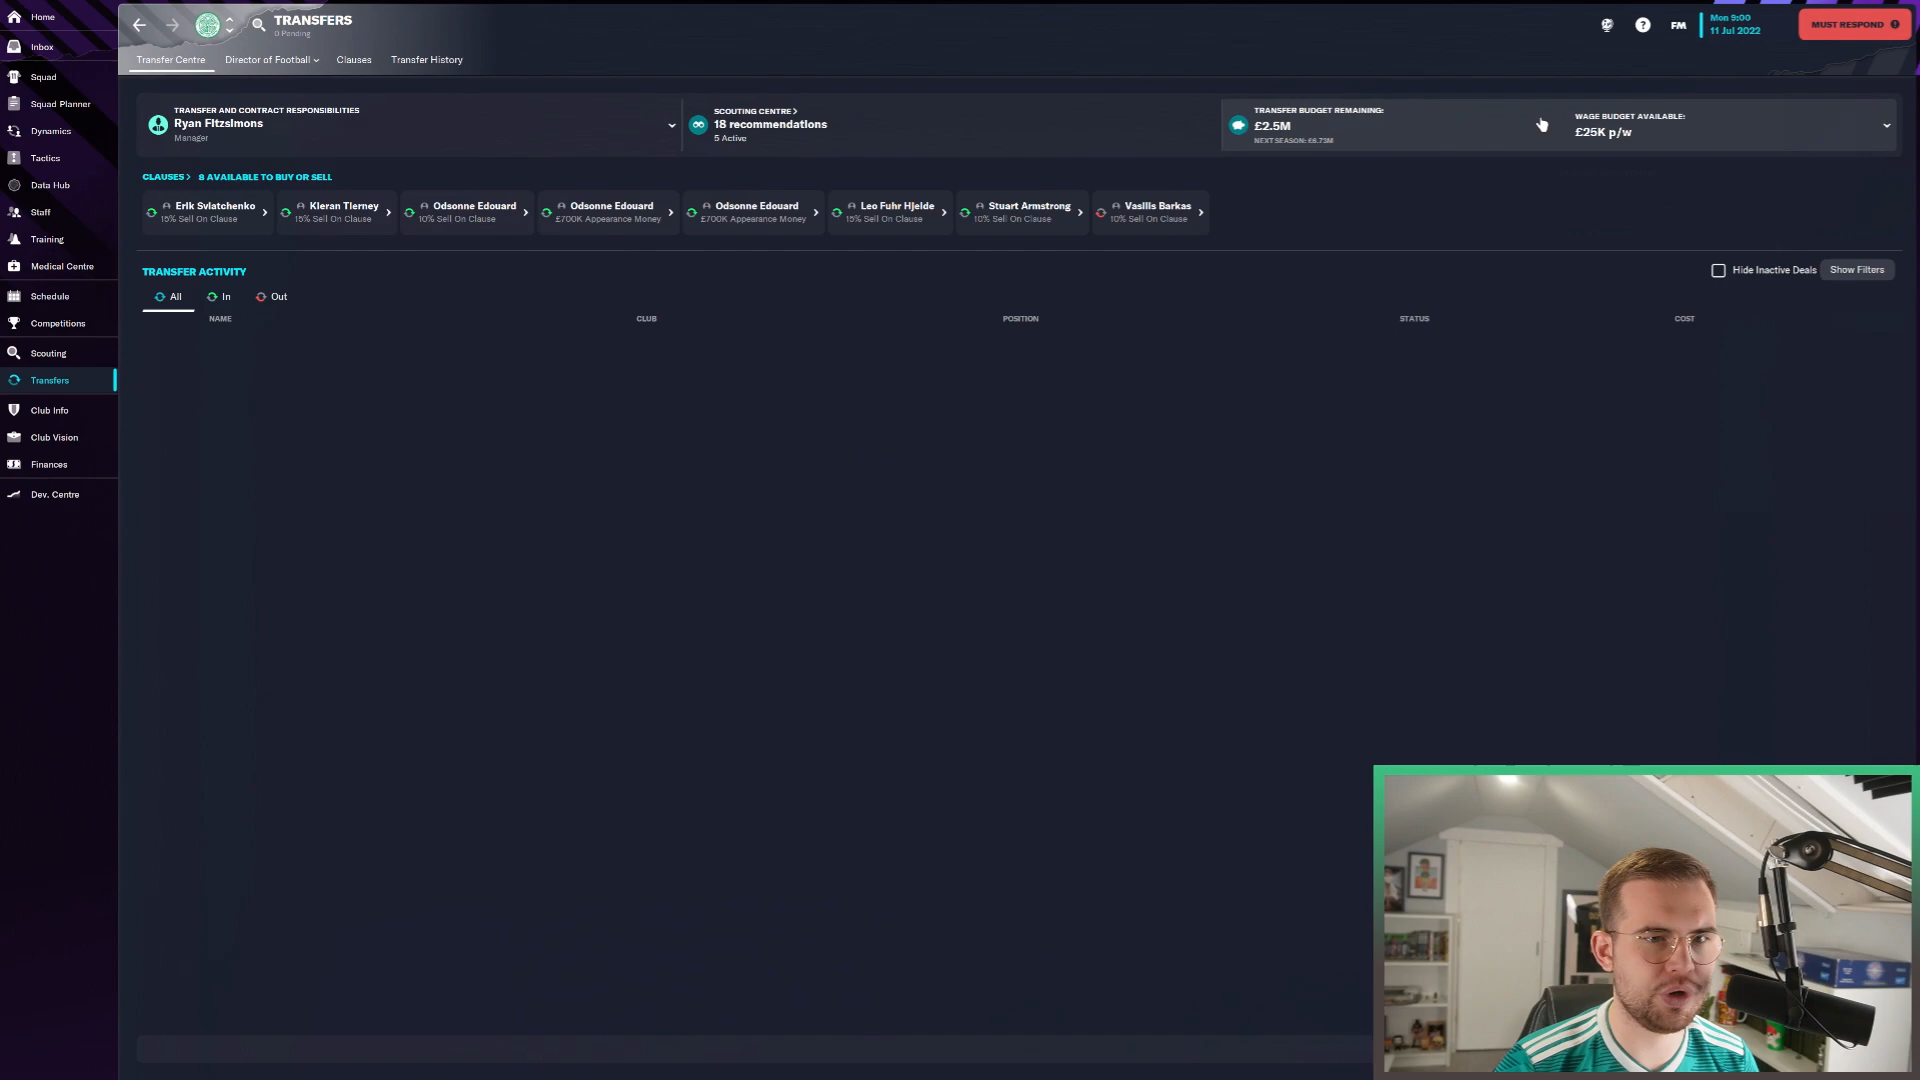 Home
Inbox
Squad
Squad Planner
Dynamics
Tactics
Data Hub
Staff
Training
Medical Centre
Schedule
Competitions
Scouting
Transfers
Club Info
Club Vision
Finances
Dev. Centre
TRANSFERS
0 Pending
FM
Mon 9:00
11 Jul 2022
MUST RESPOND
Transfer Centre
Director of Football
Clauses
Transfer History
TRANSFER AND CONTRACT RESPONSIBILITIES
Ryan Fitzsimons
Manager
SCOUTING CENTRE >
18 recommendations
5 Active
TRANSFER BUDGET REMAINING:
£2.5M
NEXT SEASON: £6.73M
WAGE BUDGET AVAILABLE:
£25K p/w
CLAUSES > 8 AVAILABLE TO BUY OR SELL
Erik Sviatchenko
15% Sell On Clause
Kieran Tierney
15% Sell On Clause
Odsonne Edouard
10% Sell On Clause
Odsonne Edouard
£700K Appearance Money
Odsonne Edouard
£700K Appearance Money
Leo Fuhr Hjelde
15% Sell On Clause
Stuart Armstrong
10% Sell On Clause
Vasilis Barkas
10% Sell On Clause
TRANSFER ACTIVITY
Hide Inactive Deals
Show Filters
All
In
Out
NAME CLUB POSITION STATUS COST